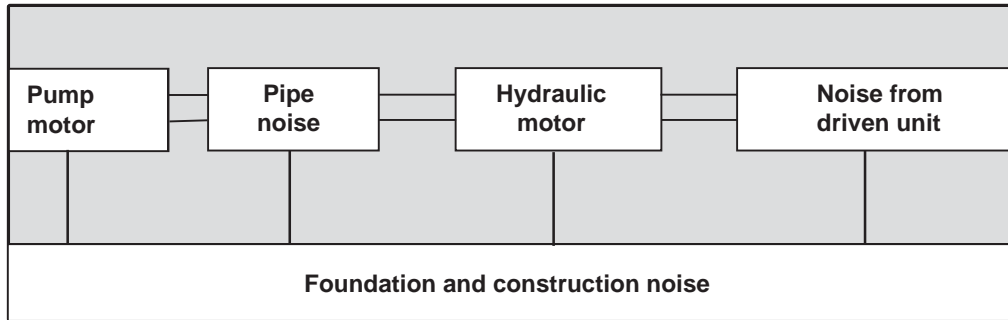 Pump
motor
Pipe
noise
Hydraulic
motor
Noise from
driven unit
Foundation and construction noise